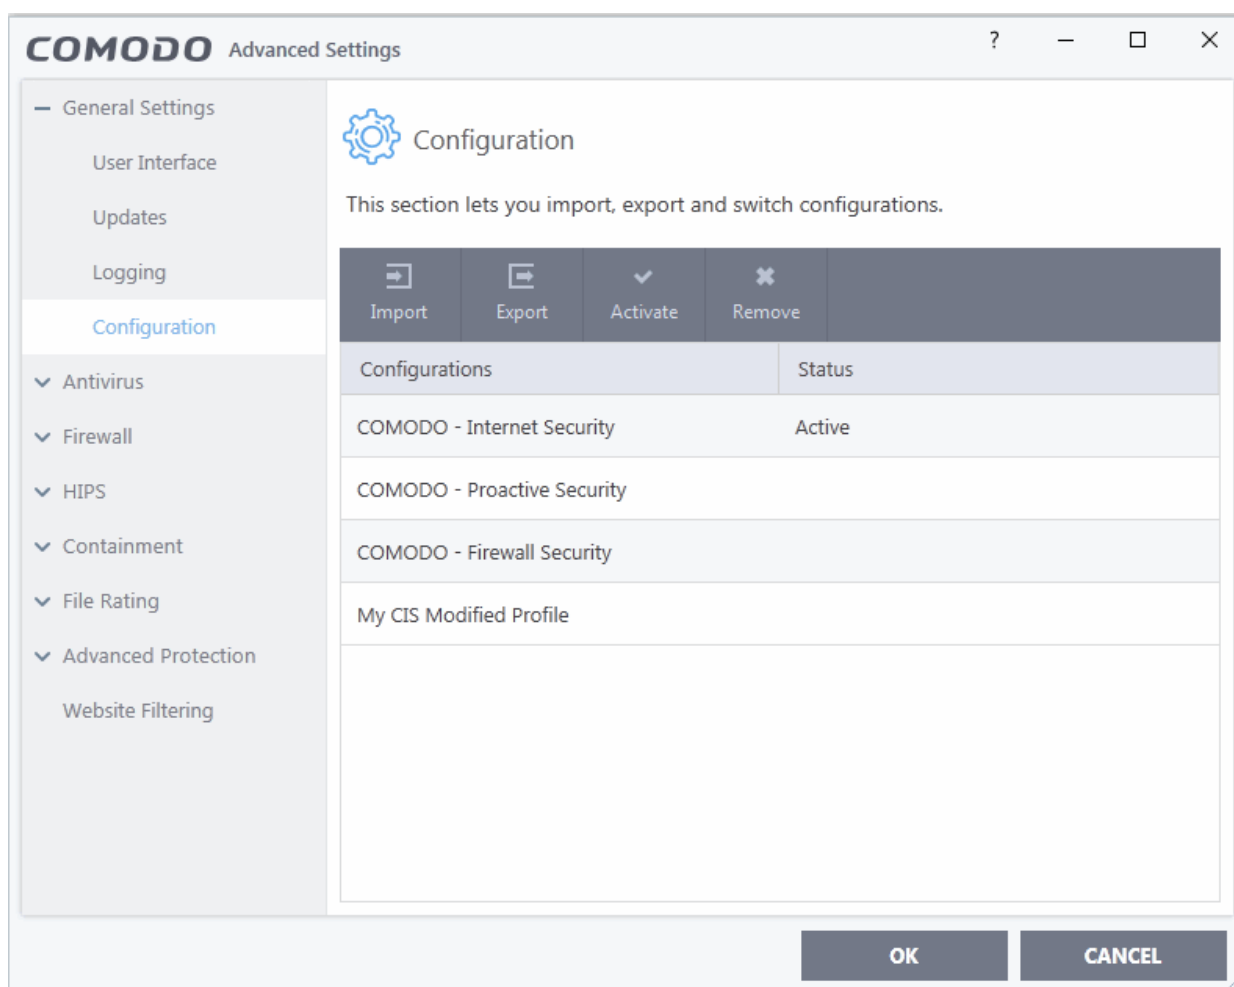 COMODO Advanced Settings ?
General Settings
User Interface
Updates
Logging
Configuration
Antivirus
Firewall
HIPS
Containment
File Rating
Advanced Protection
Website Filtering
Configuration
This section lets you import, export and switch configurations.
Import Export Activate Remove
Configurations Status
COMODO - Internet Security Active
COMODO - Proactive Security
COMODO - Firewall Security
My CIS Modified Profile
OK CANCEL